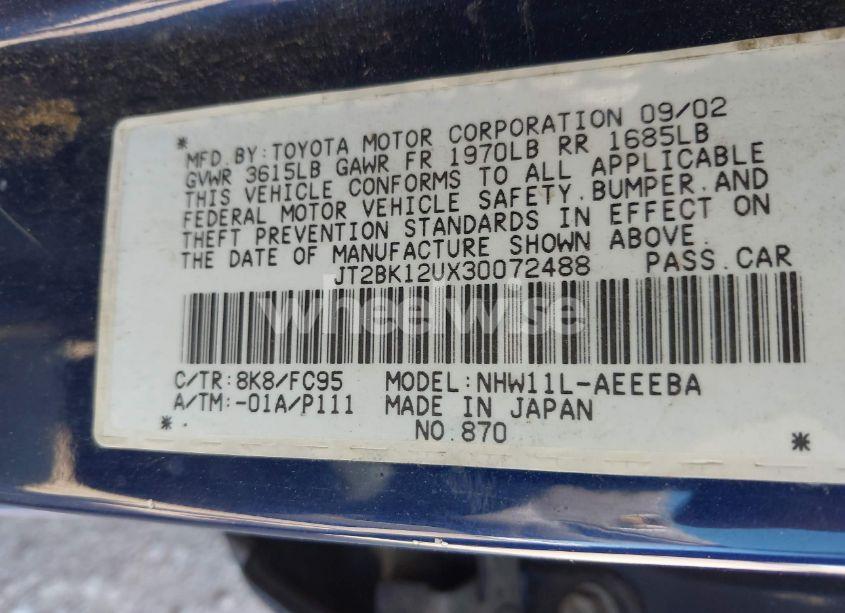 *
MFD.BY:TOYOTA MOTOR CORPORATION 09/02
GVWR 3615LB GAWR FR 1970LB RR 1685LB
THIS VEHICLE CONFORMS TO ALL APPLICABLE
FEDERAL MOTOR VEHICLE SAFETY,BUMPER,AND
THEFT PREVENTION STANDARDS IN EFFECT ON
THE DATE OF MANUFACTURE SHOWN ABOVE.
JT2BK12UX30072488 PASS.CAR
wheelwise
C/TR:8K8/FC95 MODEL:NHW11L-AEEEBA
A/TM:-01A/P111 MADE IN JAPAN
* NO.870 *